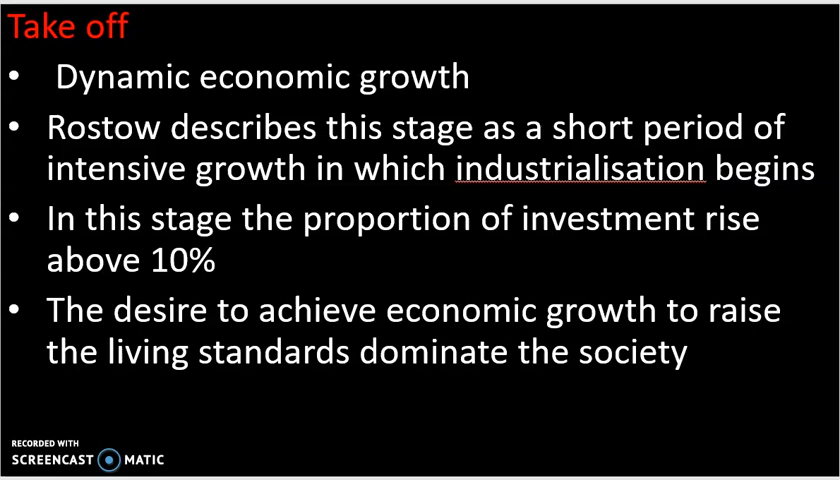 Take off
• Dynamic economic growth
• Rostow describes this stage as a short period of
intensive growth in which industrialisation begins
• In this stage the proportion of investment rise
above 10%
• The desire to achieve economic growth to raise
the living standards dominate the society
RECORDED WITH
SCREENCAST MATIC